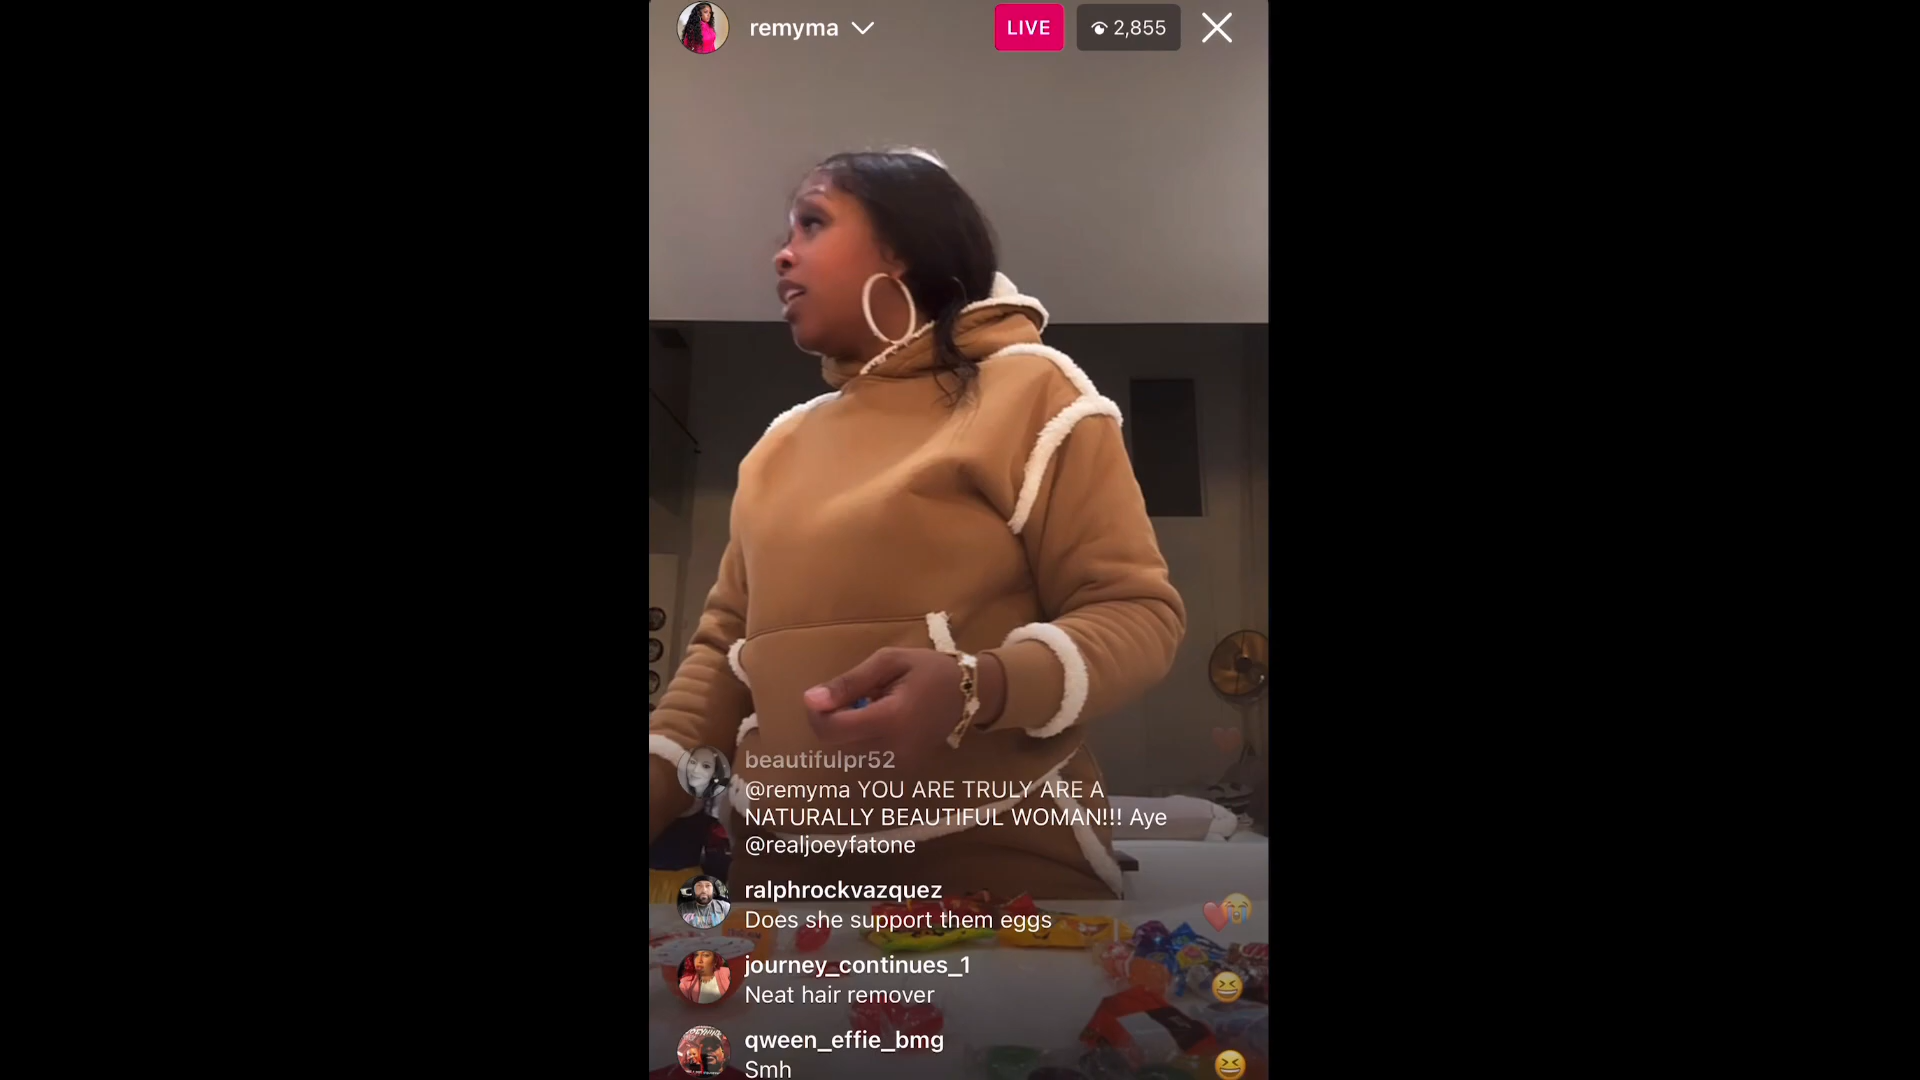 remyma
LIVE
2,855
beautifulpr52
@remyma YOU ARE TRULY ARE A
NATURALLY BEAUTIFUL WOMAN!!! Aye
@realjoeyfatone
ralphrockvazquez
Does she support them eggs
journey_continues_1
Neat hair remover
qween_effie_bmg
Smh